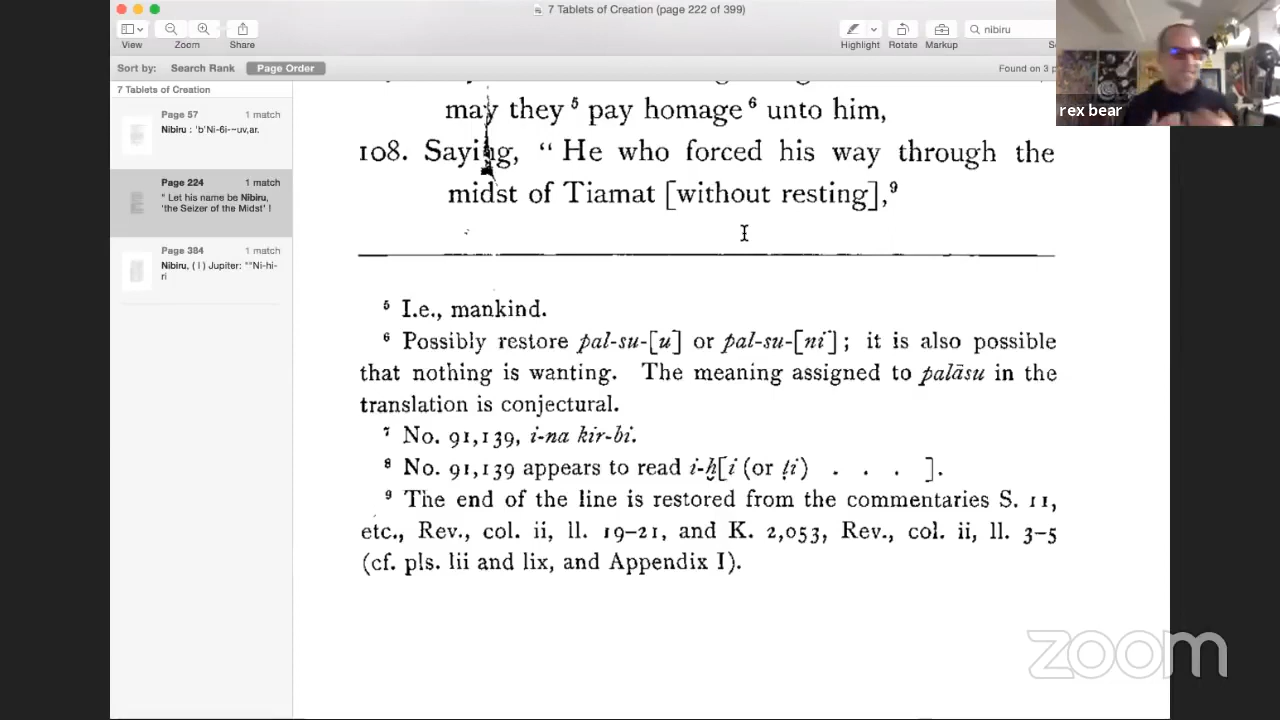 7 Tablets of Creation (page 222 of 399)
View
Zoom
Share
Highlight
Rotate
Markup
nibiru
Sort by:
Search Rank
Page Order
Found on 3 p
7 Tablets of Creation
Page 57
1 match
Nibiru : 'b'Ni-6i-~uv,ar.
Page 224
1 match
" Let his name be Nibiru,
'the Seizer of the Midst' !
Page 384
1 match
Nibiru, ( I ) Jupiter: ""Ni-hi-
ri
rex bear
may they ⁵ pay homage ⁶ unto him,
108. Saying, “ He who forced his way through the
midst of Tiamat [without resting],⁹
⁵ I.e., mankind.
⁶ Possibly restore pal-su-[u] or pal-su-[ni] ; it is also possible
that nothing is wanting. The meaning assigned to palāsu in the
translation is conjectural.
⁷ No. 91,139, i-na kir-bi.
⁸ No. 91,139 appears to read i-ḫ[i (or ṭi) . . . ].
⁹ The end of the line is restored from the commentaries S. 11,
etc., Rev., col. ii, ll. 19–21, and K. 2,053, Rev., col. ii, ll. 3–5
(cf. pls. lii and lix, and Appendix I).
zoom